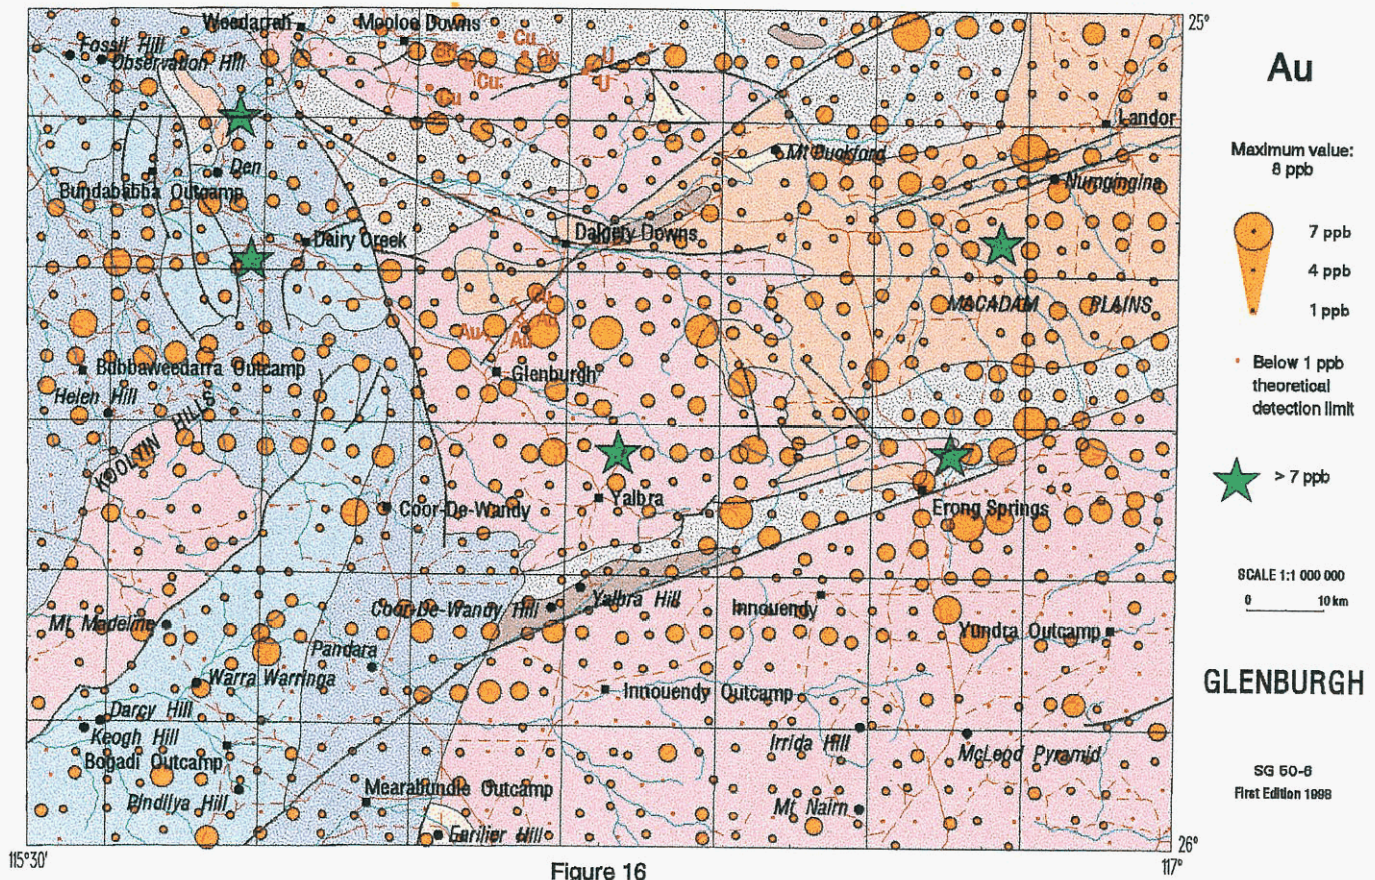 Weedarrah
Mooloo Downs
25°
Fossil Hill
Observation Hill
Cu
Cu
Cu
U
U
Landor
Mt Puckford
Den
Bundababba Outcamp
Nurngingina
Dairy Creek
Dalgety Downs
MACADAM PLAINS
Au
Au
Au
Bubbaweedarra Outcamp
Glenburgh
Helen Hill
KOOLYIN HILLS
Coor-De-Wandy
Yalbra
Erong Springs
Coor-De-Wandy Hill
Yalbra Hill
Innouendy
Mt Madeline
Yundra Outcamp
Pandara
Warra Warringa
Innouendy Outcamp
Darcy Hill
Keogh Hill
Irrida Hill
McLeod Pyramid
Bogadi Outcamp
Pindilya Hill
Mearabundie Outcamp
Mt Nairn
Earilier Hill
115°30'
117°
26°
Figure 16
Au
Maximum value:
8 ppb
7 ppb
4 ppb
1 ppb
Below 1 ppb
theoretical
detection limit
> 7 ppb
SCALE 1:1 000 000
0 10 km
GLENBURGH
SG 50-6
First Edition 1998